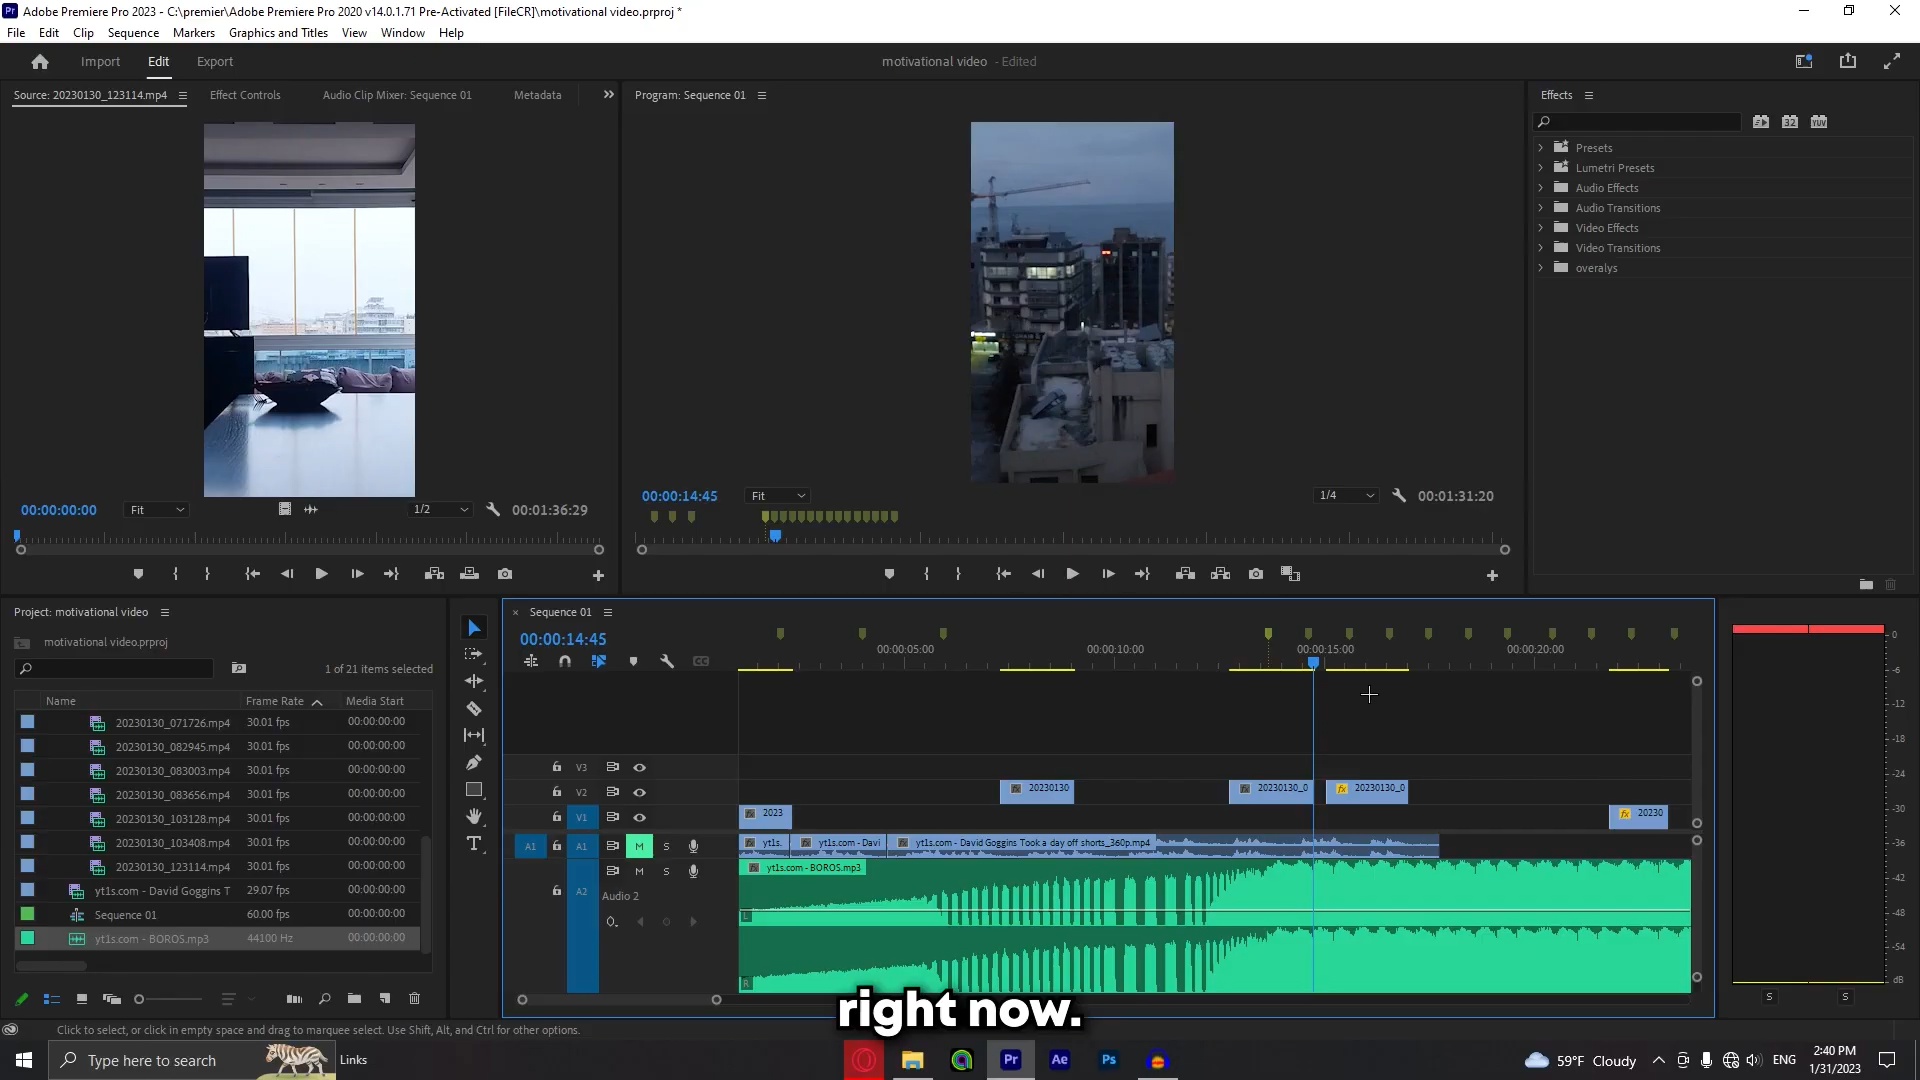 Adobe Premiere Pro 2023 - C:\premier\Adobe Premiere Pro 2020 v14.0.1.71 Pre-Activated [FileCR]\motivational video.prproj *
File Edit Clip Sequence Markers Graphics and Titles View Window Help
Import Edit Export
motivational video - Edited
Source: 20230130_123114.mp4
Effect Controls
Audio Clip Mixer: Sequence 01
Metadata
Program: Sequence 01
Effects
Presets
Lumetri Presets
Audio Effects
Audio Transitions
Video Effects
Video Transitions
overalys
00:00:00:00 Fit 1/2 00:01:36:29
00:00:14:45 Fit 1/4 00:01:31:20
Project: motivational video
motivational video.prproj
1 of 21 items selected
Name Frame Rate Media Start
20230130_071726.mp4 30.01 fps 00:00:00:00
20230130_082945.mp4 30.01 fps 00:00:00:00
20230130_083003.mp4 30.01 fps 00:00:00:00
20230130_083656.mp4 30.01 fps 00:00:00:00
20230130_103128.mp4 30.01 fps 00:00:00:00
20230130_103408.mp4 30.01 fps 00:00:00:00
20230130_123114.mp4 30.01 fps 00:00:00:00
yt1s.com - David Goggins T 29.07 fps 00:00:00:00
Sequence 01 60.00 fps 00:00:00:00
yt1s.com - BOROS.mp3 44100 Hz 00:00:00:00
Sequence 01
00:00:14:45
00:00:05:00 00:00:10:00 00:00:15:00 00:00:20:00
V3
V2 20230130 20230130_0 20230130_0
V1 2023 20230
A1 A1 M S yt1s. yt1s.com - Davi yt1s.com - David Goggins Took a day off shorts_360p.mp4
M S yt1s.com - BOROS.mp3
A2 Audio 2
L
R
0
-6
-12
-18
-24
-30
-36
-42
-48
-54
dB
S S
right now.
Click to select, or click in empty space and drag to marquee select. Use Shift, Alt, and Ctrl for other options.
Type here to search
Links
Pr Ae Ps
59°F Cloudy
ENG
2:40 PM
1/31/2023